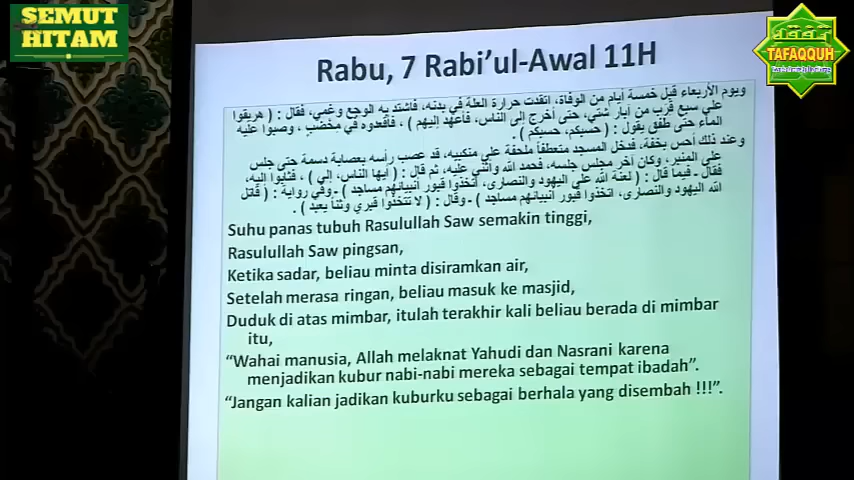 SEMUT
HITAM
TAFAQQUH
Rabu, 7 Rabi’ul-Awal 11H
ويوم الأربعاء قبل خمسة أيام من الوفاة، اتقدت حرارة العلة في بدنه، فاشتد به الوجع وغمي، فقال : ( هريقوا
علي سبع قرب من آبار شتي، حتى أخرج إلى الناس، فأعهد إليهم ) ، فأقعدوه في مخضب ، وصبوا عليه
الماء حتى طفق يقول : ( حسبكم، حسبكم ) .
وعند ذلك أحس بخفة، فدخل المسجد متعطفاً ملحفة على منكبيه، قد عصب رأسه بعصابة دسمة حتى جلس
على المنبر، وكان آخر مجلس جلسه، فحمد الله وأثني عليه، ثم قال : ( أيها الناس، إلي ) ، فثابوا إليه،
فقال - فيما قال : ( لعنة الله على اليهود والنصارى، اتخذوا قبور أنبيائهم مساجد ) - وفي رواية : ( قاتل
الله اليهود والنصارى، اتخذوا قبور أنبيائهم مساجد ) - وقال : ( لا تتخذوا قبري وثناً يعبد ) .
Suhu panas tubuh Rasulullah Saw semakin tinggi,
Rasulullah Saw pingsan,
Ketika sadar, beliau minta disiramkan air,
Setelah merasa ringan, beliau masuk ke masjid,
Duduk di atas mimbar, itulah terakhir kali beliau berada di mimbar
itu,
“Wahai manusia, Allah melaknat Yahudi dan Nasrani karena
menjadikan kubur nabi-nabi mereka sebagai tempat ibadah”.
“Jangan kalian jadikan kuburku sebagai berhala yang disembah !!!”.